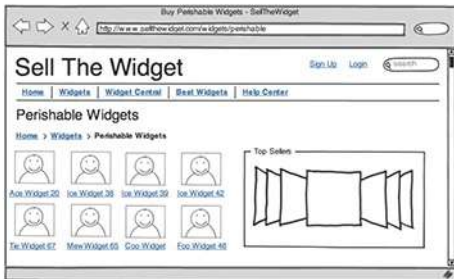 Buy Perishable Widgets - SellTheWidget
http://www.sellthewidget.com/widgets/perishable
Sell The Widget
Sign Up Login search
Home | Widgets | Widget Central | Best Widgets | Help Center
Perishable Widgets
Home > Widgets > Perishable Widgets
Top Sellers
Ace Widget 20 Ice Widget 38 Ice Widget 39 Ice Widget 42
Tie Widget 67 Mew Widget 65 Coo Widget Foo Widget 48